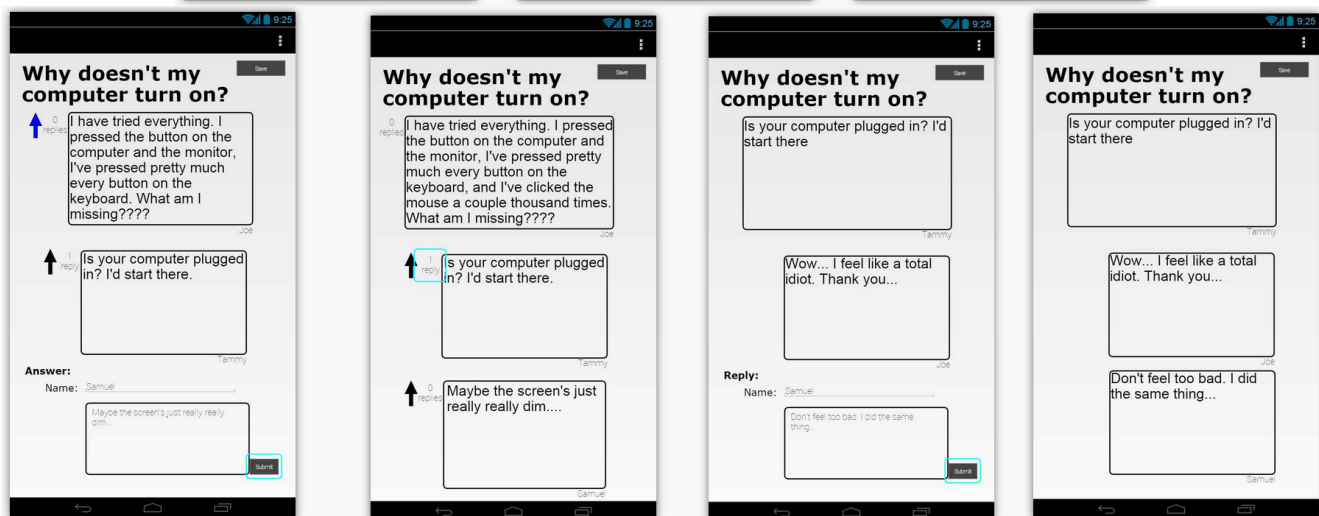 9:25
Why doesn't my
computer turn on?
Save
0
replies
I have tried everything. I
pressed the button on the
computer and the monitor,
I've pressed pretty much
every button on the
keyboard. What am I
missing????
Joe
1
reply
Is your computer plugged
in? I'd start there.
Tammy
Answer:
Name: Samuel
Maybe the screen's just really really
dim...
Submit
9:25
Why doesn't my
computer turn on?
Save
0
replies
I have tried everything. I pressed
the button on the computer and
the monitor, I've pressed pretty
much every button on the
keyboard, and I've clicked the
mouse a couple thousand times.
What am I missing????
Joe
1
reply
Is your computer plugged
in? I'd start there.
Tammy
0
replies
Maybe the screen's just
really really dim....
Samuel
9:25
Why doesn't my
computer turn on?
Save
Is your computer plugged in? I'd
start there
Tammy
Wow... I feel like a total
idiot. Thank you...
Joe
Reply:
Name: Samuel
Don't feel too bad. I did the same
thing...
Submit
9:25
Why doesn't my
computer turn on?
Save
Is your computer plugged in? I'd
start there
Tammy
Wow... I feel like a total
idiot. Thank you...
Joe
Don't feel too bad. I did
the same thing...
Samuel